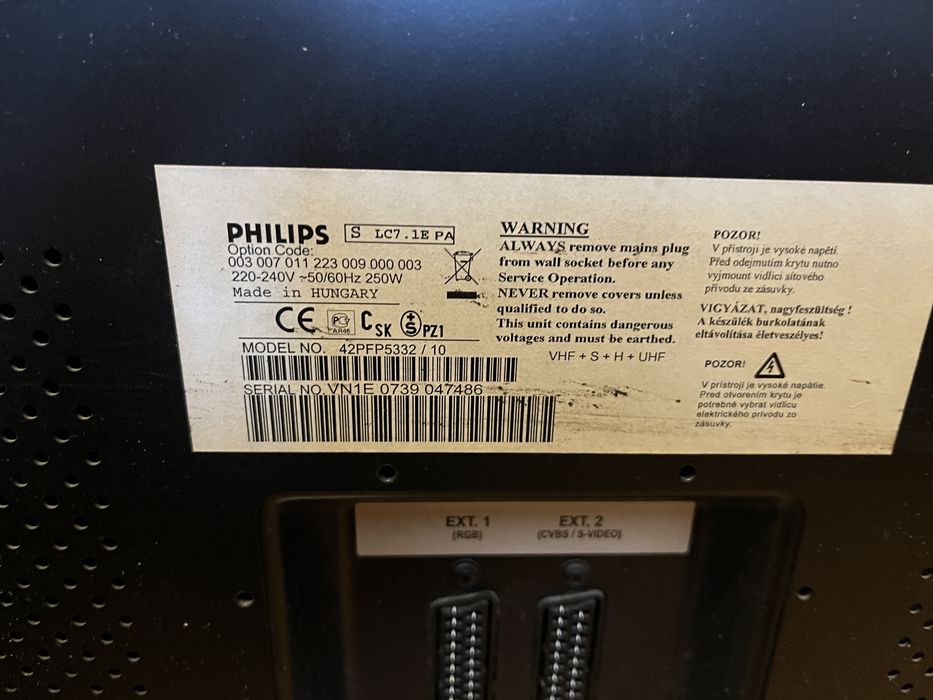 PHILIPS
S LC7.1E PA
Option Code:
003 007 011 223 009 000 003
220-240V ~50/60Hz 250W
Made in HUNGARY
CE PC AЯ46 CSK S PZ1
MODEL NO. 42PFP5332 / 10
SERIAL NO. VN1E 0739 047486
WARNING
ALWAYS remove mains plug
from wall socket before any
Service Operation.
NEVER remove covers unless
qualified to do so.
This unit contains dangerous
voltages and must be earthed.
VHF + S + H + UHF
POZOR!
V přístroji je vysoké napětí.
Před odejmutím krytu nutno
vyjmount vidlici síťového
přívodu ze zásuvky.
VIGYÁZAT, nagyfeszültség !
A készülék burkolatának
eltávolítása életveszélyes!
POZOR!
V prístroji je vysoké napätie.
Pred otvorením krytu je
potrebné vybrať vidlicu
elektrického prívodu zo
zásuvky.
EXT. 1
(RGB)
EXT. 2
(CVBS / S-VIDEO)